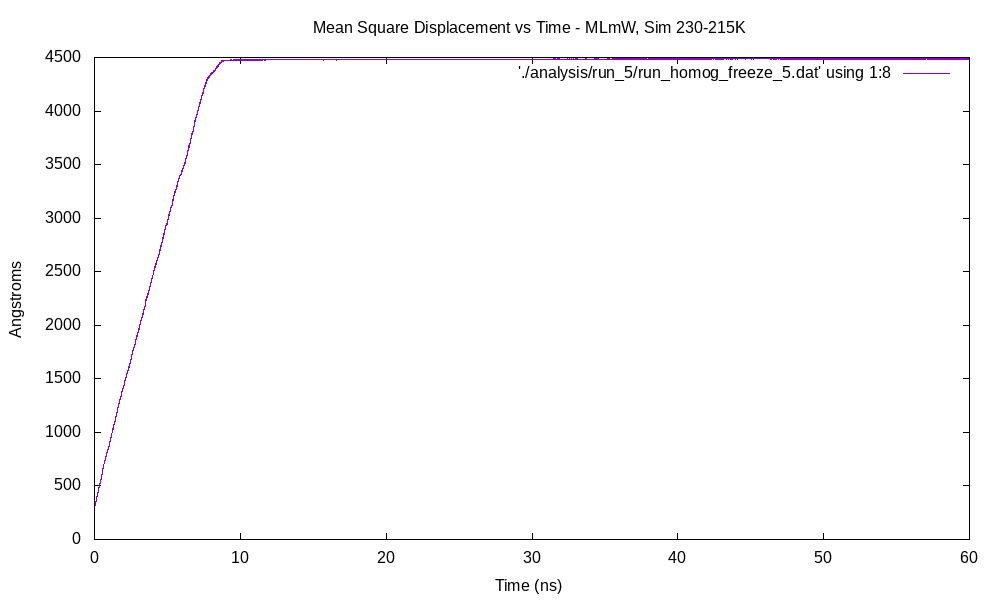 Mean Square Displacement vs Time - MLmW, Sim 230-215K
'./analysis/run_5/run_homog_freeze_5.dat' using 1:8
4500
4000
3500
3000
2500
2000
1500
1000
500
0
Angstroms
0 10 20 30 40 50 60
Time (ns)